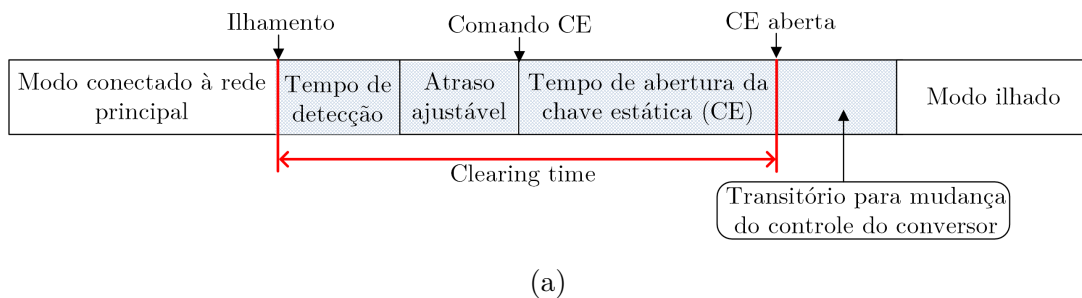 Ilhamento
Comando CE
CE aberta
Modo conectado à rede
principal
Tempo de
detecção
Atraso
ajustável
Tempo de abertura da
chave estática (CE)
Modo ilhado
Clearing time
Transitório para mudança
do controle do conversor
(a)